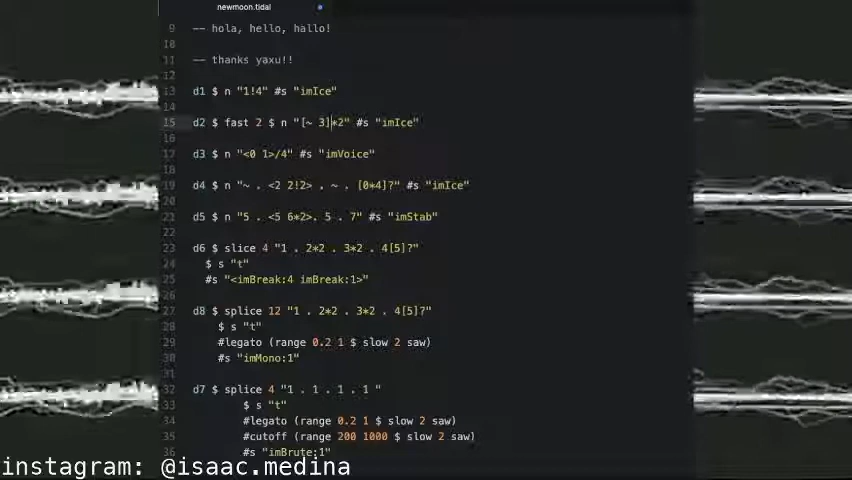 newmoon.tidal
9 -- hola, hello, hallo!
10
11 -- thanks yaxu!!
12
13 d1 $ n "1!4" #s "imIce"
14
15 d2 $ fast 2 $ n "[~ 3]*2" #s "imIce"
16
17 d3 $ n "<0 1>/4" #s "imVoice"
18
19 d4 $ n "~ . <2 2!2> . ~ . [0*4]?" #s "imIce"
20
21 d5 $ n "5 . <5 6*2>. 5 . 7" #s "imStab"
22
23 d6 $ slice 4 "1 . 2*2 . 3*2 . 4[5]?"
24 $ s "t"
25 #s "<imBreak:4 imBreak:1>"
26
27 d8 $ splice 12 "1 . 2*2 . 3*2 . 4[5]?"
28 $ s "t"
29 #legato (range 0.2 1 $ slow 2 saw)
30 #s "imMono:1"
31
32 d7 $ splice 4 "1 . 1 . 1 . 1 "
33 $ s "t"
34 #legato (range 0.2 1 $ slow 2 saw)
35 #cutoff (range 200 1000 $ slow 2 saw)
36 #s "imBrute:1"
instagram: @isaac.medina